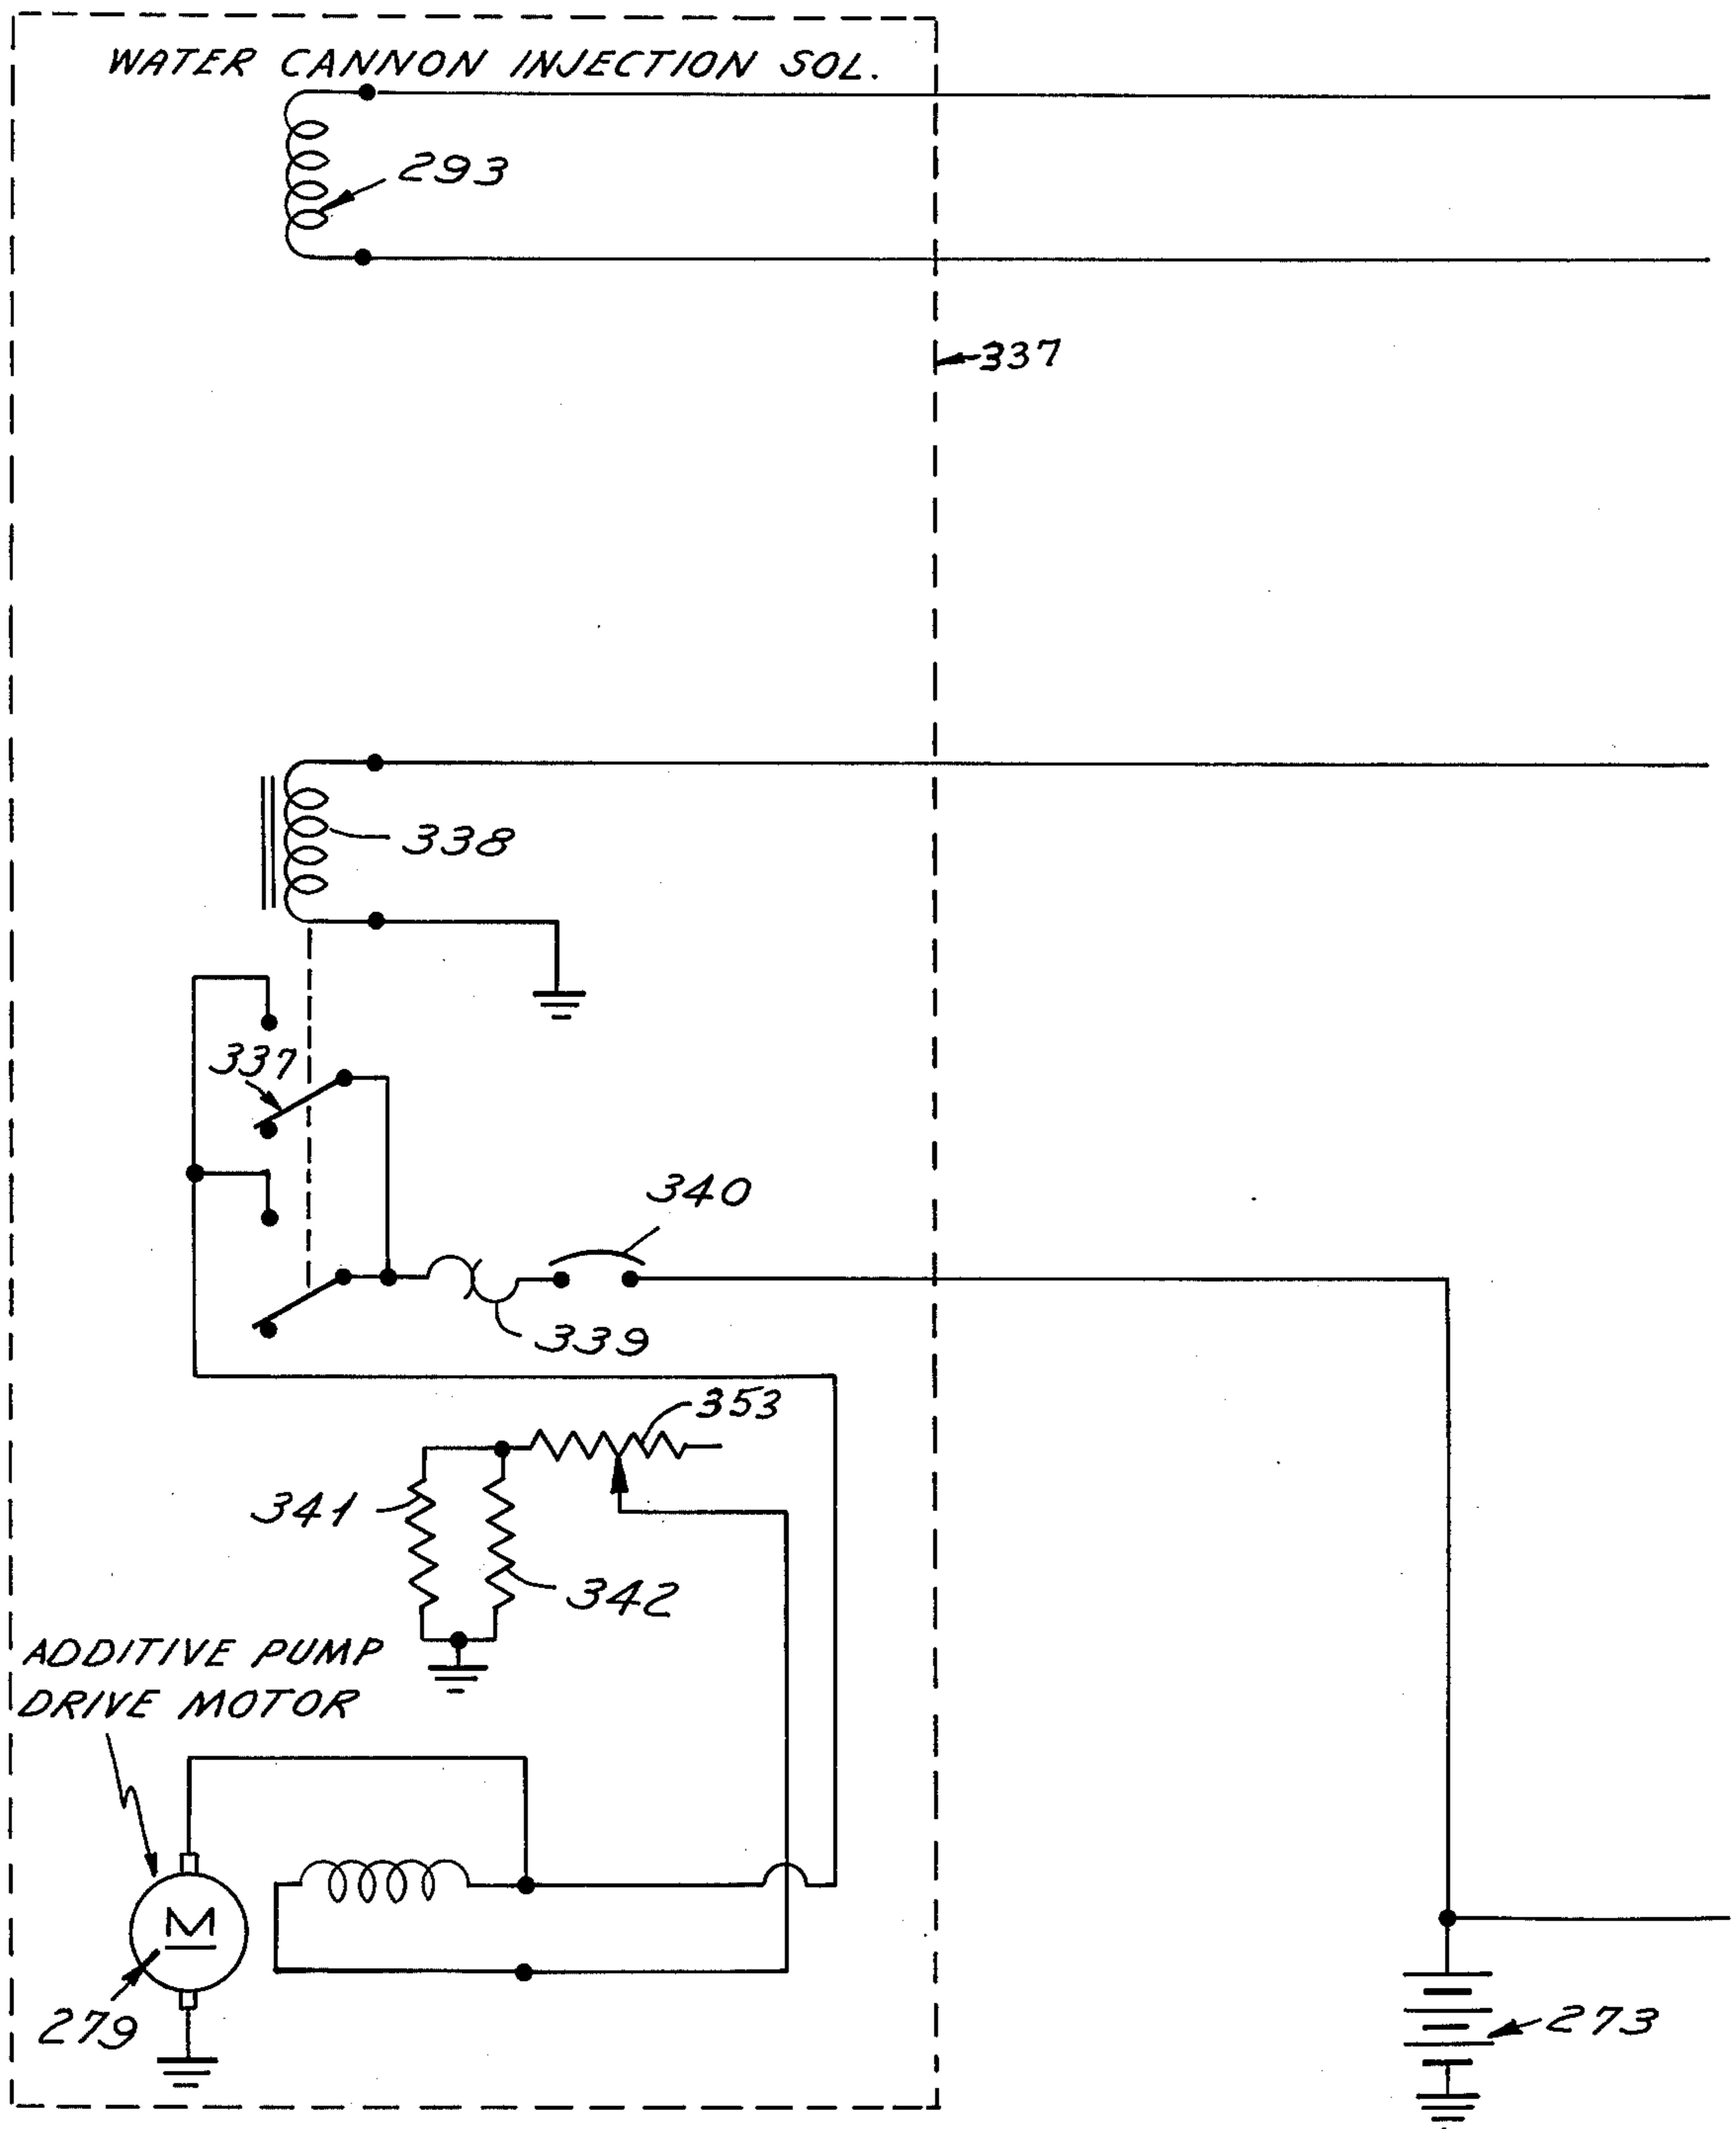 WATER CANNON INJECTION SOL.
293
337
338
337
340
339
353
341
342
ADDITIVE PUMP
DRIVE MOTOR
M
279
273